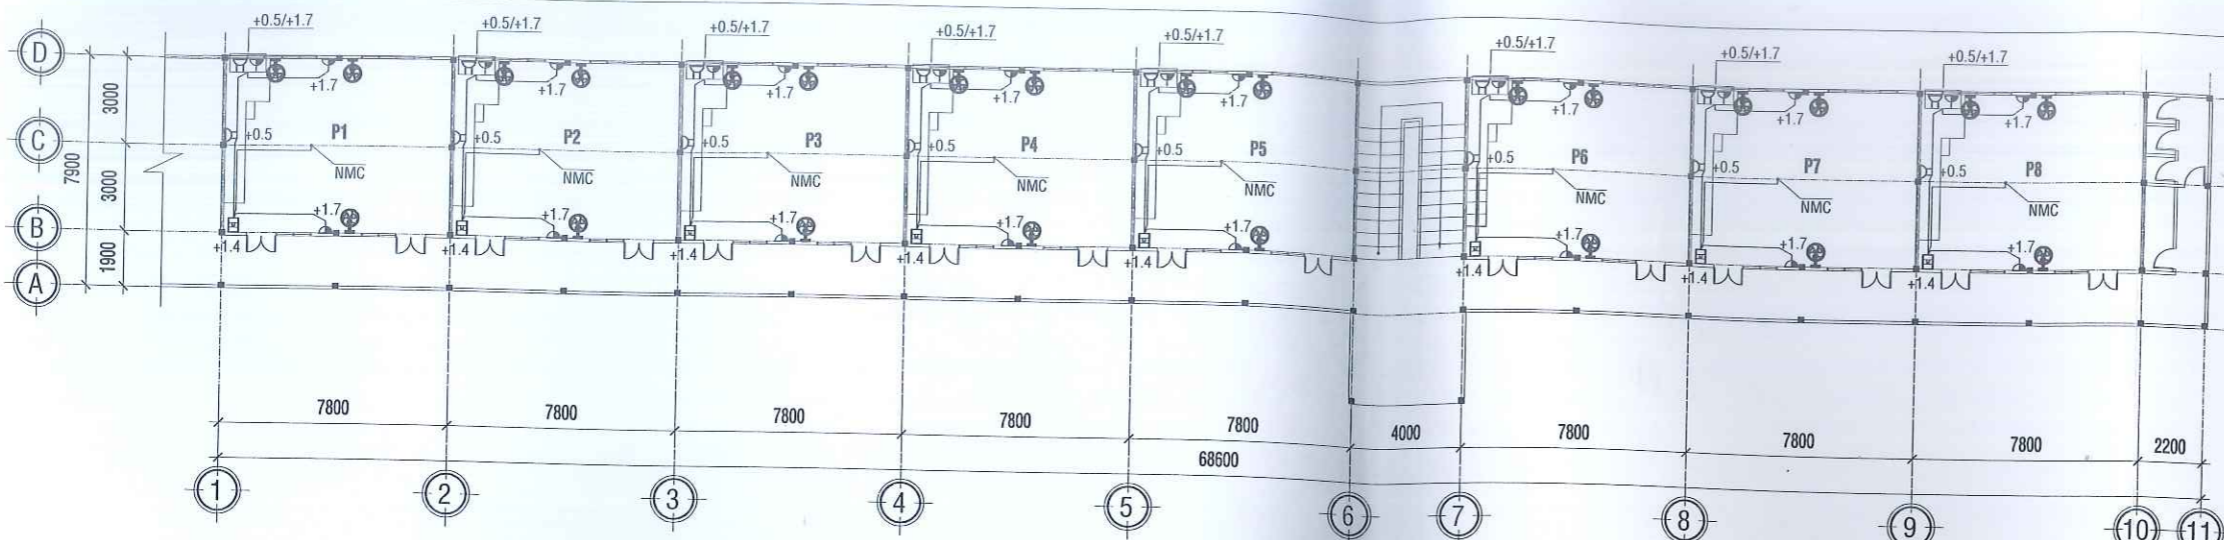 +0.5/+1.7 +0.5/+1.7 +0.5/+1.7 +0.5/+1.7 +0.5/+1.7 +0.5/+1.7 +0.5/+1.7 +0.5/+1.7
D
+1.7 +1.7 +1.7 +1.7 +1.7 +1.7 +1.7 +1.7
3000
C
+0.5 P1 +0.5 P2 +0.5 P3 +0.5 P4 +0.5 P5 +0.5 P6 +0.5 P7 +0.5 P8
7900
NMC NMC NMC NMC NMC NMC NMC NMC
3000
B
+1.7 +1.7 +1.7 +1.7 +1.7 +1.7 +1.7 +1.7
+1.4 +1.4 +1.4 +1.4 +1.4 +1.4 +1.4 +1.4
1900
A
7800 7800 7800 7800 7800 4000 7800 7800 7800 2200
68600
1 2 3 4 5 6 7 8 9 10 11